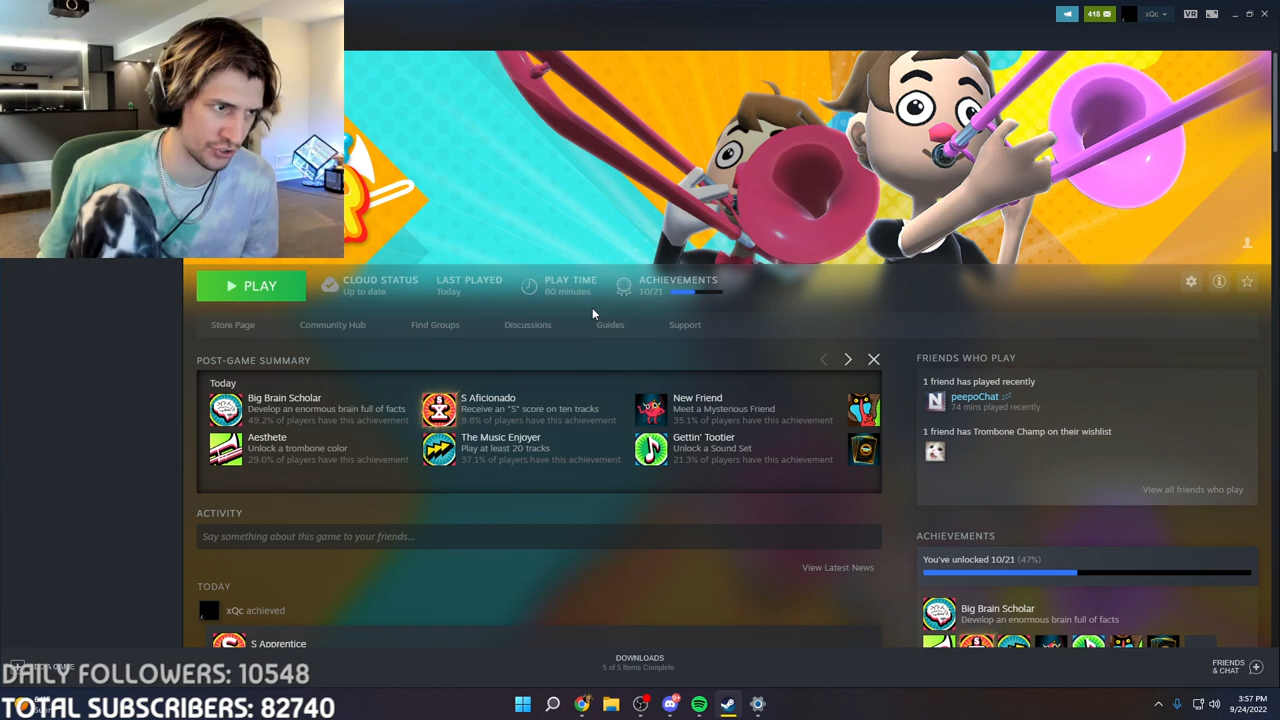 418
xQc
VR
PLAY
CLOUD STATUS
Up to date
LAST PLAYED
Today
PLAY TIME
80 minutes
ACHIEVEMENTS
10/21
Store Page
Community Hub
Find Groups
Discussions
Guides
Support
POST-GAME SUMMARY
Today
Big Brain Scholar
Develop an enormous brain full of facts
49.2% of players have this achievement
S Aficionado
Receive an "S" score on ten tracks
9.8% of players have this achievement
New Friend
Meet a Mysterious Friend
35.1% of players have this achievement
Aesthete
Unlock a trombone color
29.0% of players have this achievement
The Music Enjoyer
Play at least 20 tracks
37.1% of players have this achievement
Gettin' Tootier
Unlock a Sound Set
21.3% of players have this achievement
FRIENDS WHO PLAY
1 friend has played recently
peepoChat
74 mins played recently
1 friend has Trombone Champ on their wishlist
View all friends who play
ACTIVITY
Say something about this game to your friends...
View Latest News
TODAY
xQc achieved
S Apprentice
ACHIEVEMENTS
You've unlocked 10/21 (47%)
Big Brain Scholar
Develop an enormous brain full of facts
DOWNLOADS
5 of 5 Items Complete
FRIENDS
& CHAT
DAILY FOLLOWERS: 10548
TOTAL SUBSCRIBERS: 82740
3:57 PM
9/24/2022